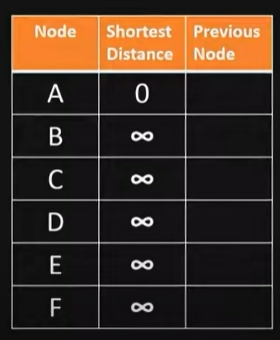 Node Shortest Distance Previous Node
A 0
B ∞
C ∞
D ∞
E ∞
F ∞